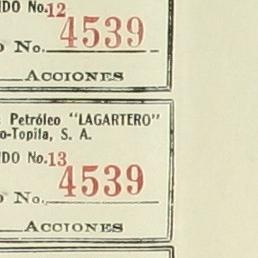 DO No.12
No. 4539
ACCIONES
Petróleo "LAGARTERO"
o-Topila, S. A.
DO No.13
No. 4539
ACCIONES